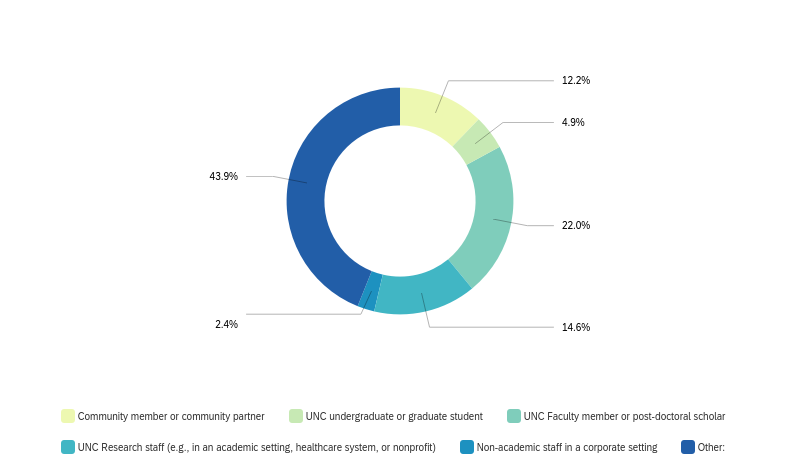 12.2%
4.9%
43.9%
22.0%
2.4%
14.6%
Community member or community partner
UNC undergraduate or graduate student
UNC Faculty member or post-doctoral scholar
UNC Research staff (e.g., in an academic setting, healthcare system, or nonprofit)
Non-academic staff in a corporate setting
Other: